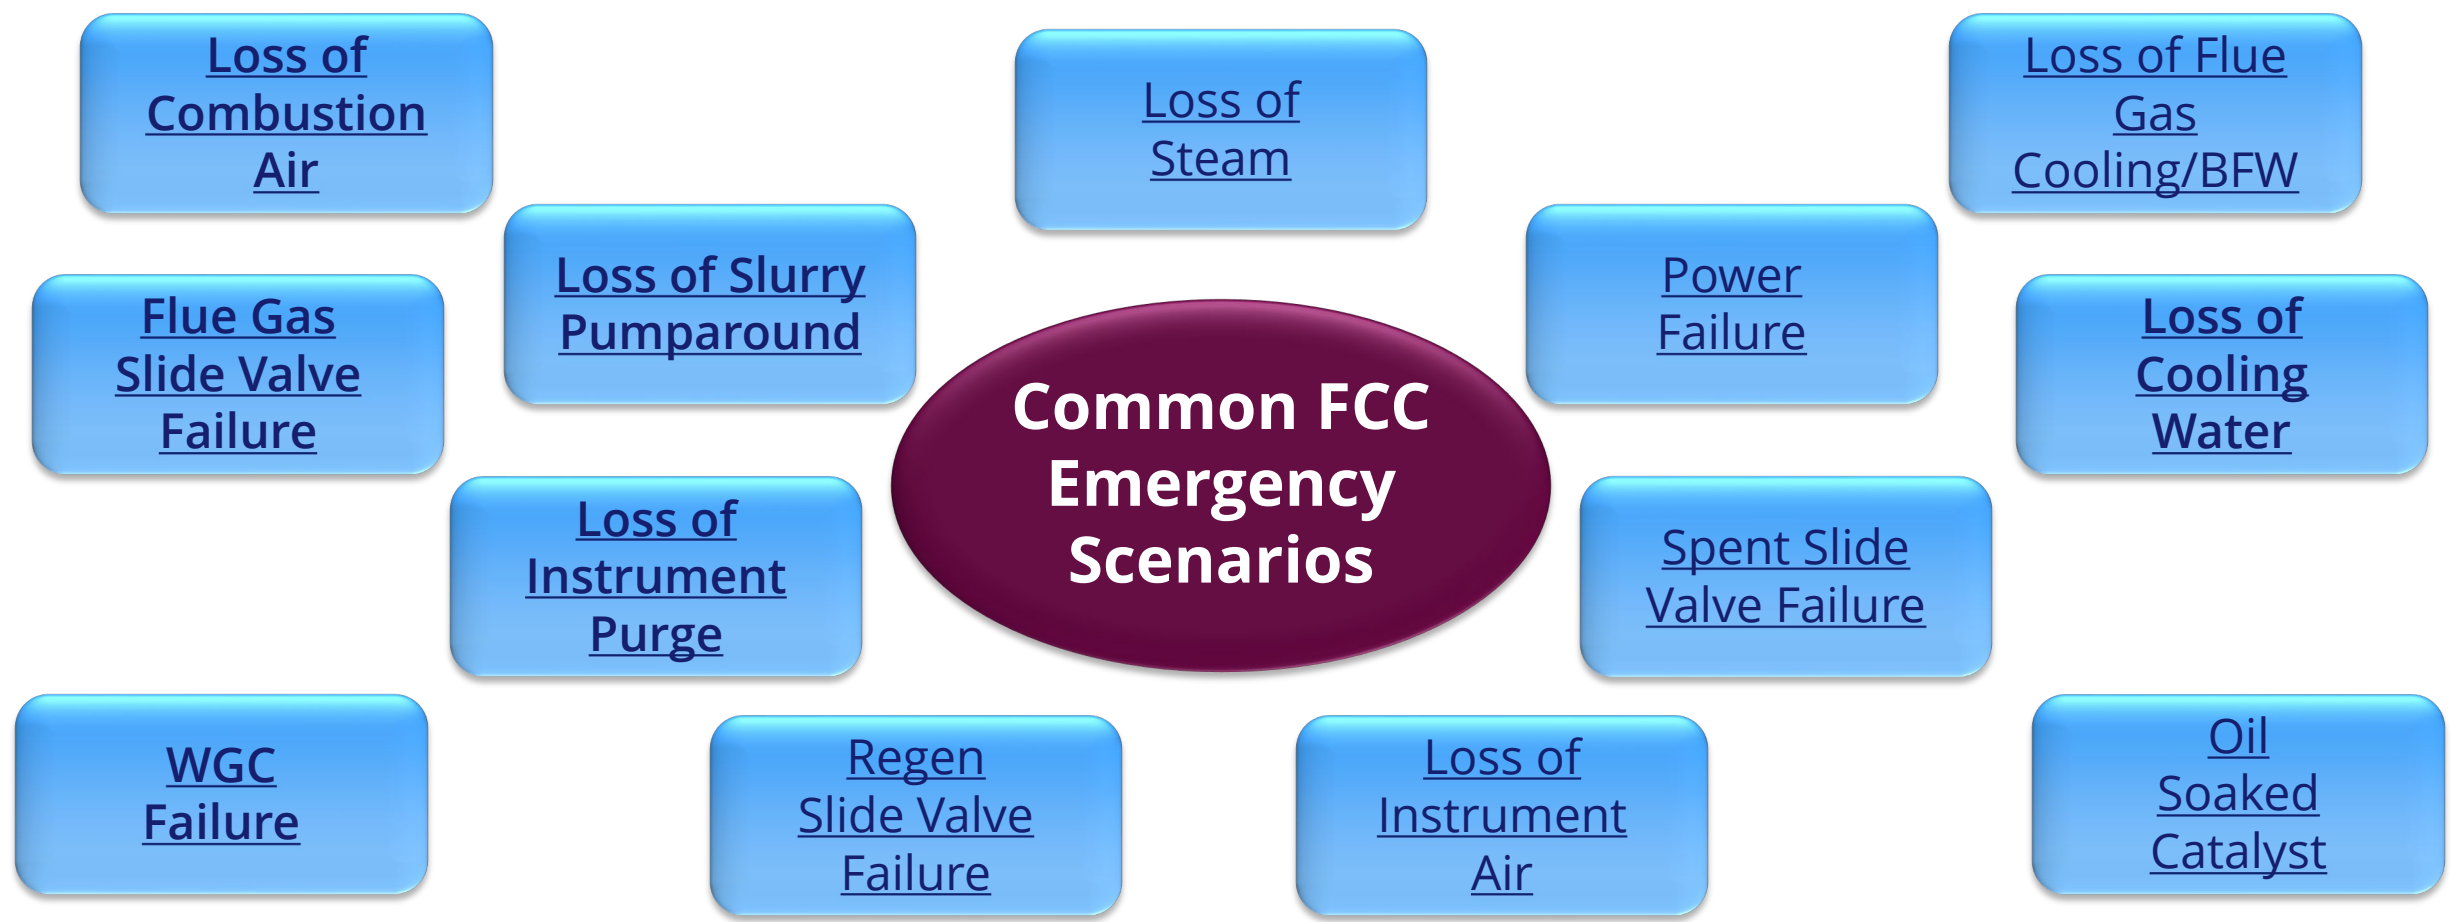 Loss of
Combustion
Air
Loss of
Steam
Loss of Flue
Gas
Cooling/BFW
Loss of Slurry
Pumparound
Power
Failure
Flue Gas
Slide Valve
Failure
Loss of
Cooling
Water
Common FCC
Emergency
Scenarios
Loss of
Instrument
Purge
Spent Slide
Valve Failure
WGC
Failure
Regen
Slide Valve
Failure
Loss of
Instrument
Air
Oil
Soaked
Catalyst